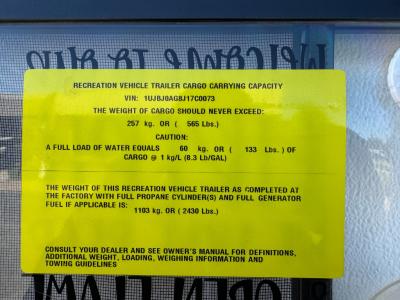 RECREATION VEHICLE TRAILER CARGO CARRYING CAPACITY
VIN: 1UJBJ0AG8J17C0073
THE WEIGHT OF CARGO SHOULD NEVER EXCEED:
257 kg. OR ( 565 Lbs.)
CAUTION:
A FULL LOAD OF WATER EQUALS 60 kg. OR ( 133 Lbs. ) OF
CARGO @ 1 kg/L (8.3 lb/GAL)
THE WEIGHT OF THIS RECREATION VEHICLE TRAILER AS COMPLETED AT
THE FACTORY WITH FULL PROPANE CYLINDER(S) AND FULL GENERATOR
FUEL IF APPLICABLE IS: 1103 kg. OR ( 2430 Lbs.)
CONSULT YOUR DEALER AND SEE OWNER'S MANUAL FOR DEFINITIONS,
ADDITIONAL WEIGHT, LOADING, WEIGHING INFORMATION AND
TOWING GUIDELINES